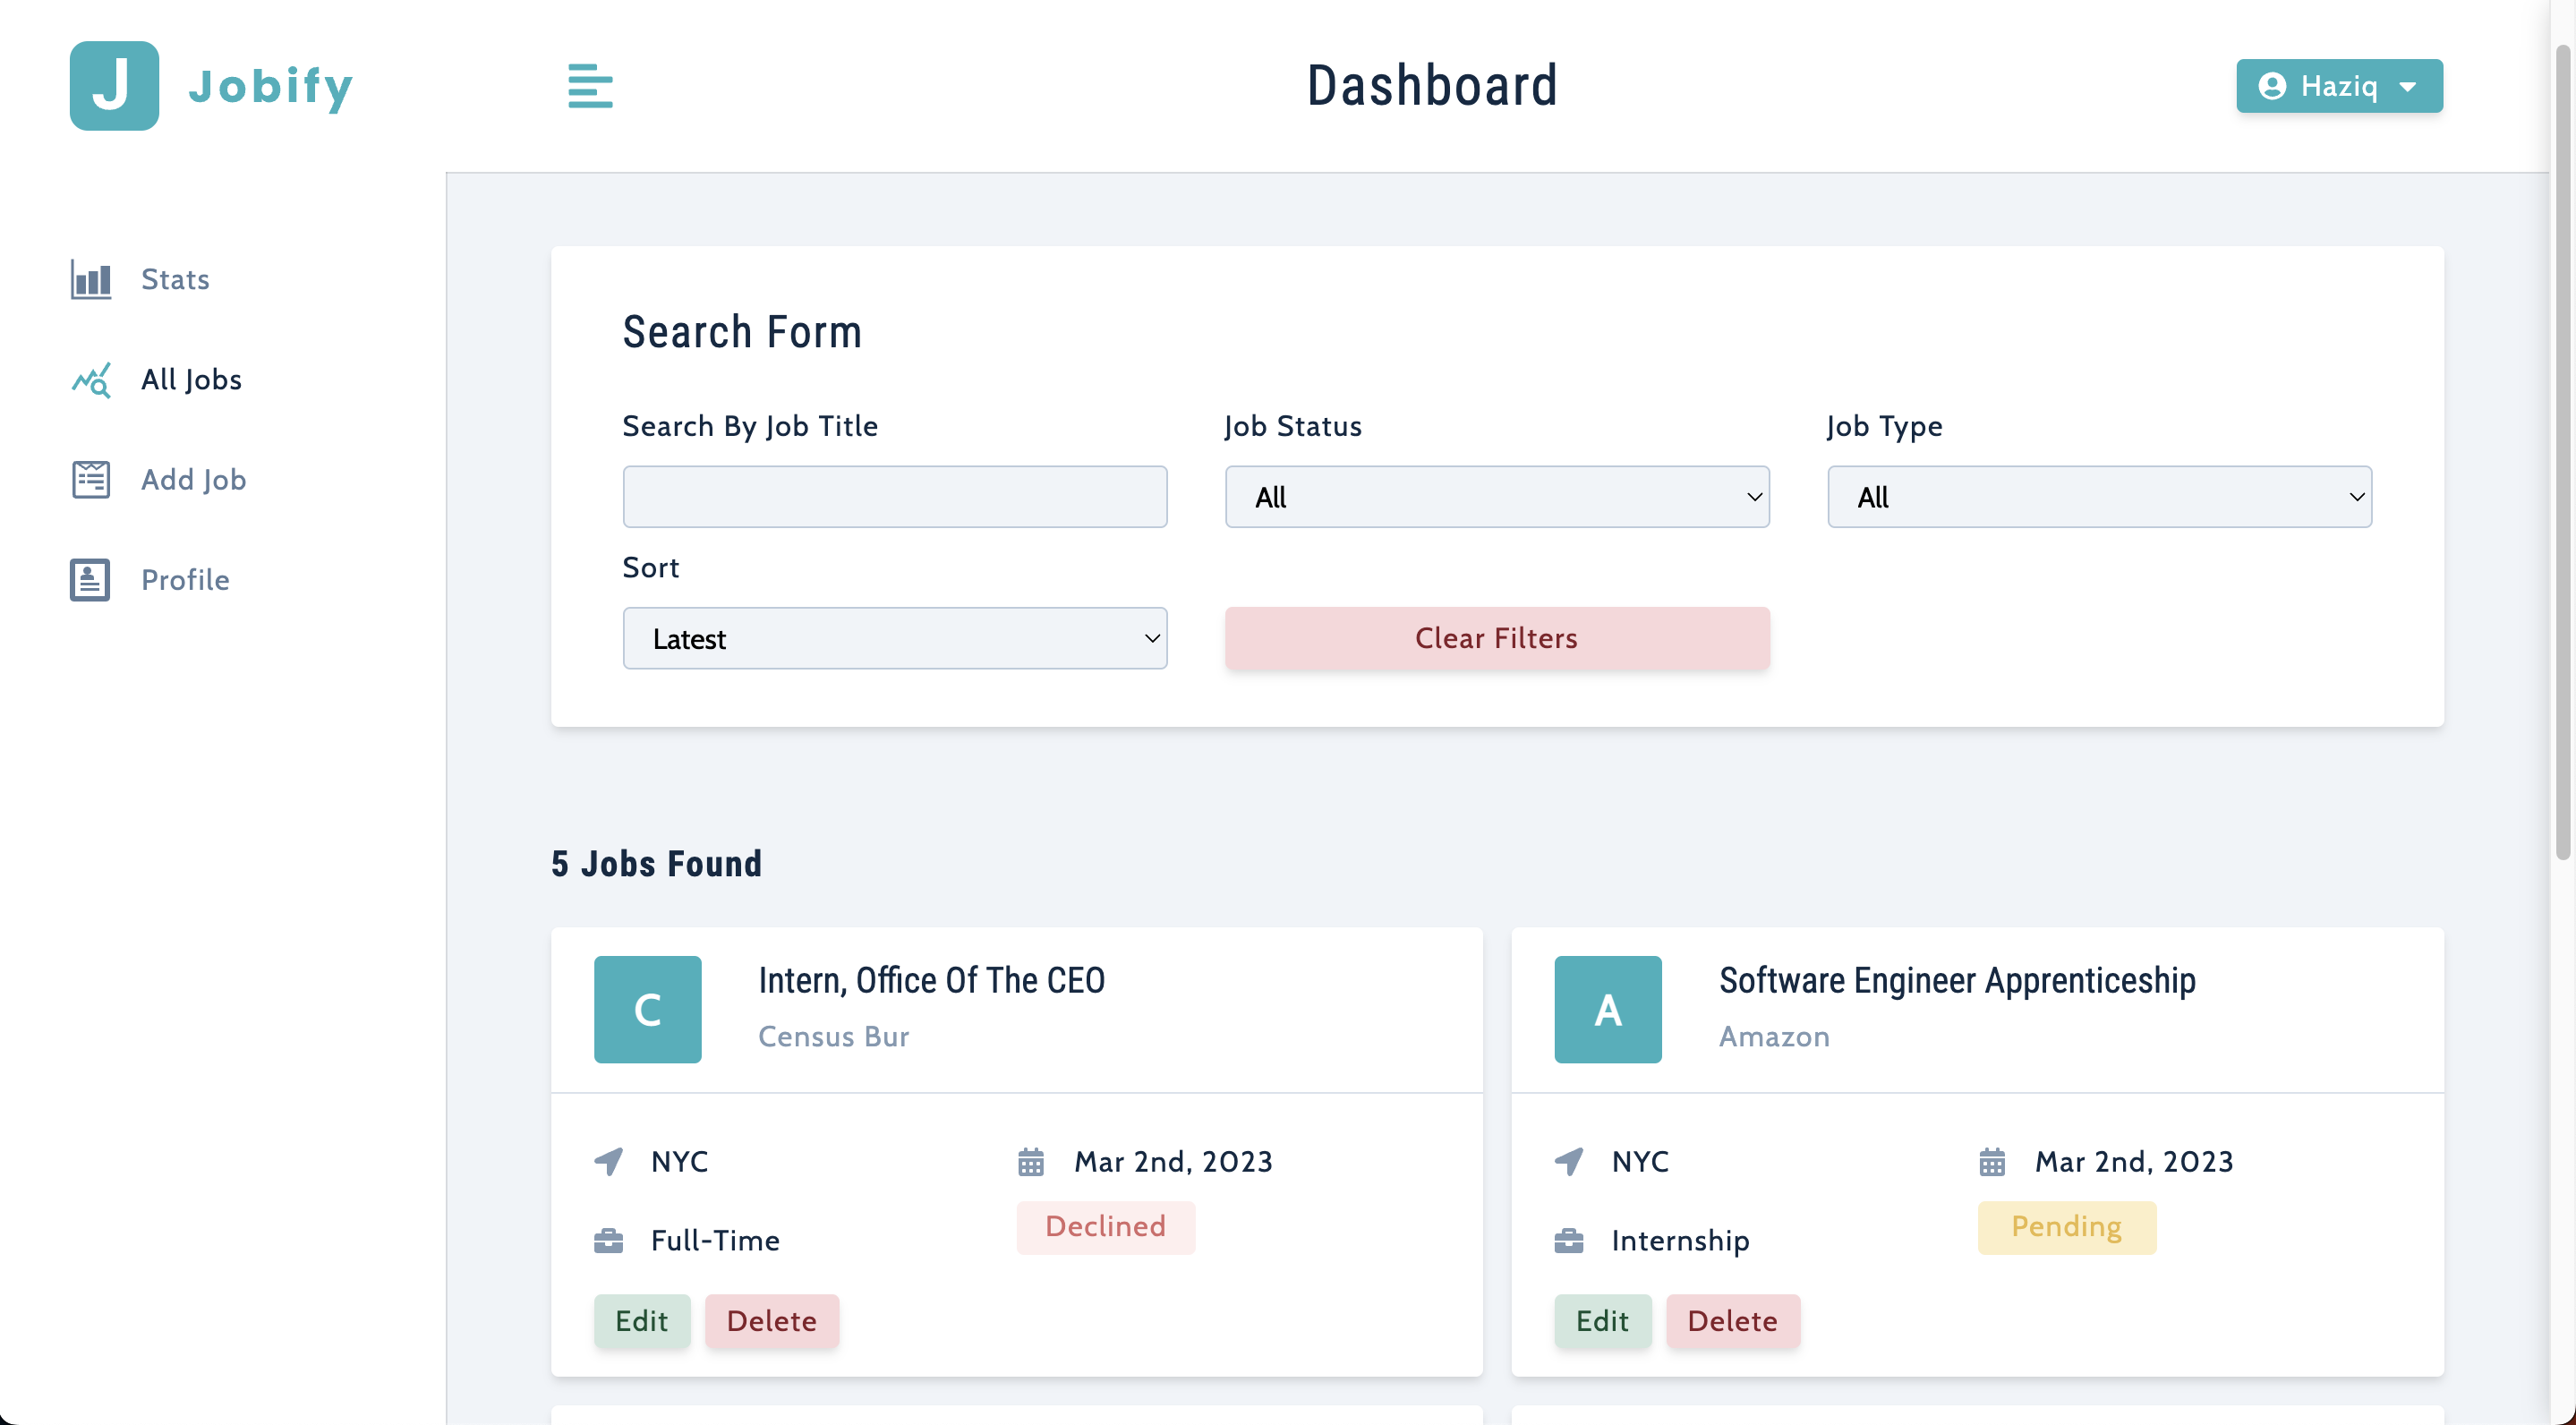 J Jobify
Dashboard
Haziq
Stats
All Jobs
Add Job
Profile
Search Form
Search By Job Title
Job Status
Job Type
All
All
Sort
Latest
Clear Filters
5 Jobs Found
C
Intern, Office Of The CEO
Census Bur
NYC
Mar 2nd, 2023
Full-Time
Declined
Edit
Delete
A
Software Engineer Apprenticeship
Amazon
NYC
Mar 2nd, 2023
Internship
Pending
Edit
Delete